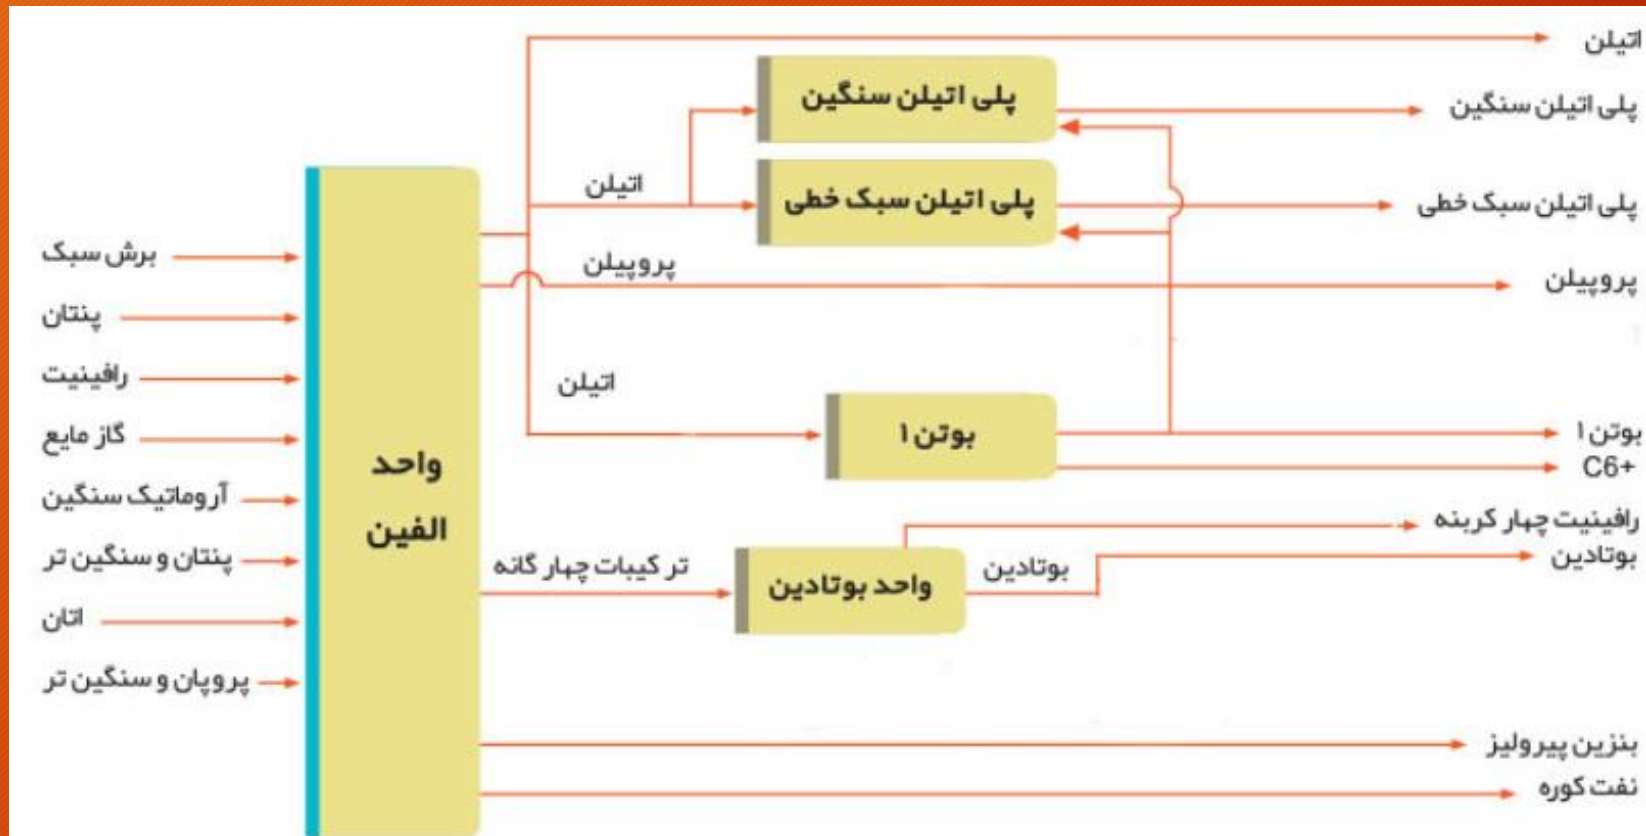 اتیلن
پلی اتیلن سنگین
پلی اتیلن سنگین
اتیلن
پلی اتیلن سبک خطی
پلی اتیلن سبک خطی
برش سبک
پروپیلن
پروپیلن
پنتان
رافینیت
اتیلن
گاز مایع
بوتن ۱
بوتن ۱
C6+
واحد
الفین
آروماتیک سنگین
رافینیت چهار کربنه
پنتان و سنگین تر
تر کیبات چهار گانه
واحد بوتادین
بوتادین
بوتادین
اتان
پروپان و سنگین تر
بنزین پیرولیز
نفت کوره